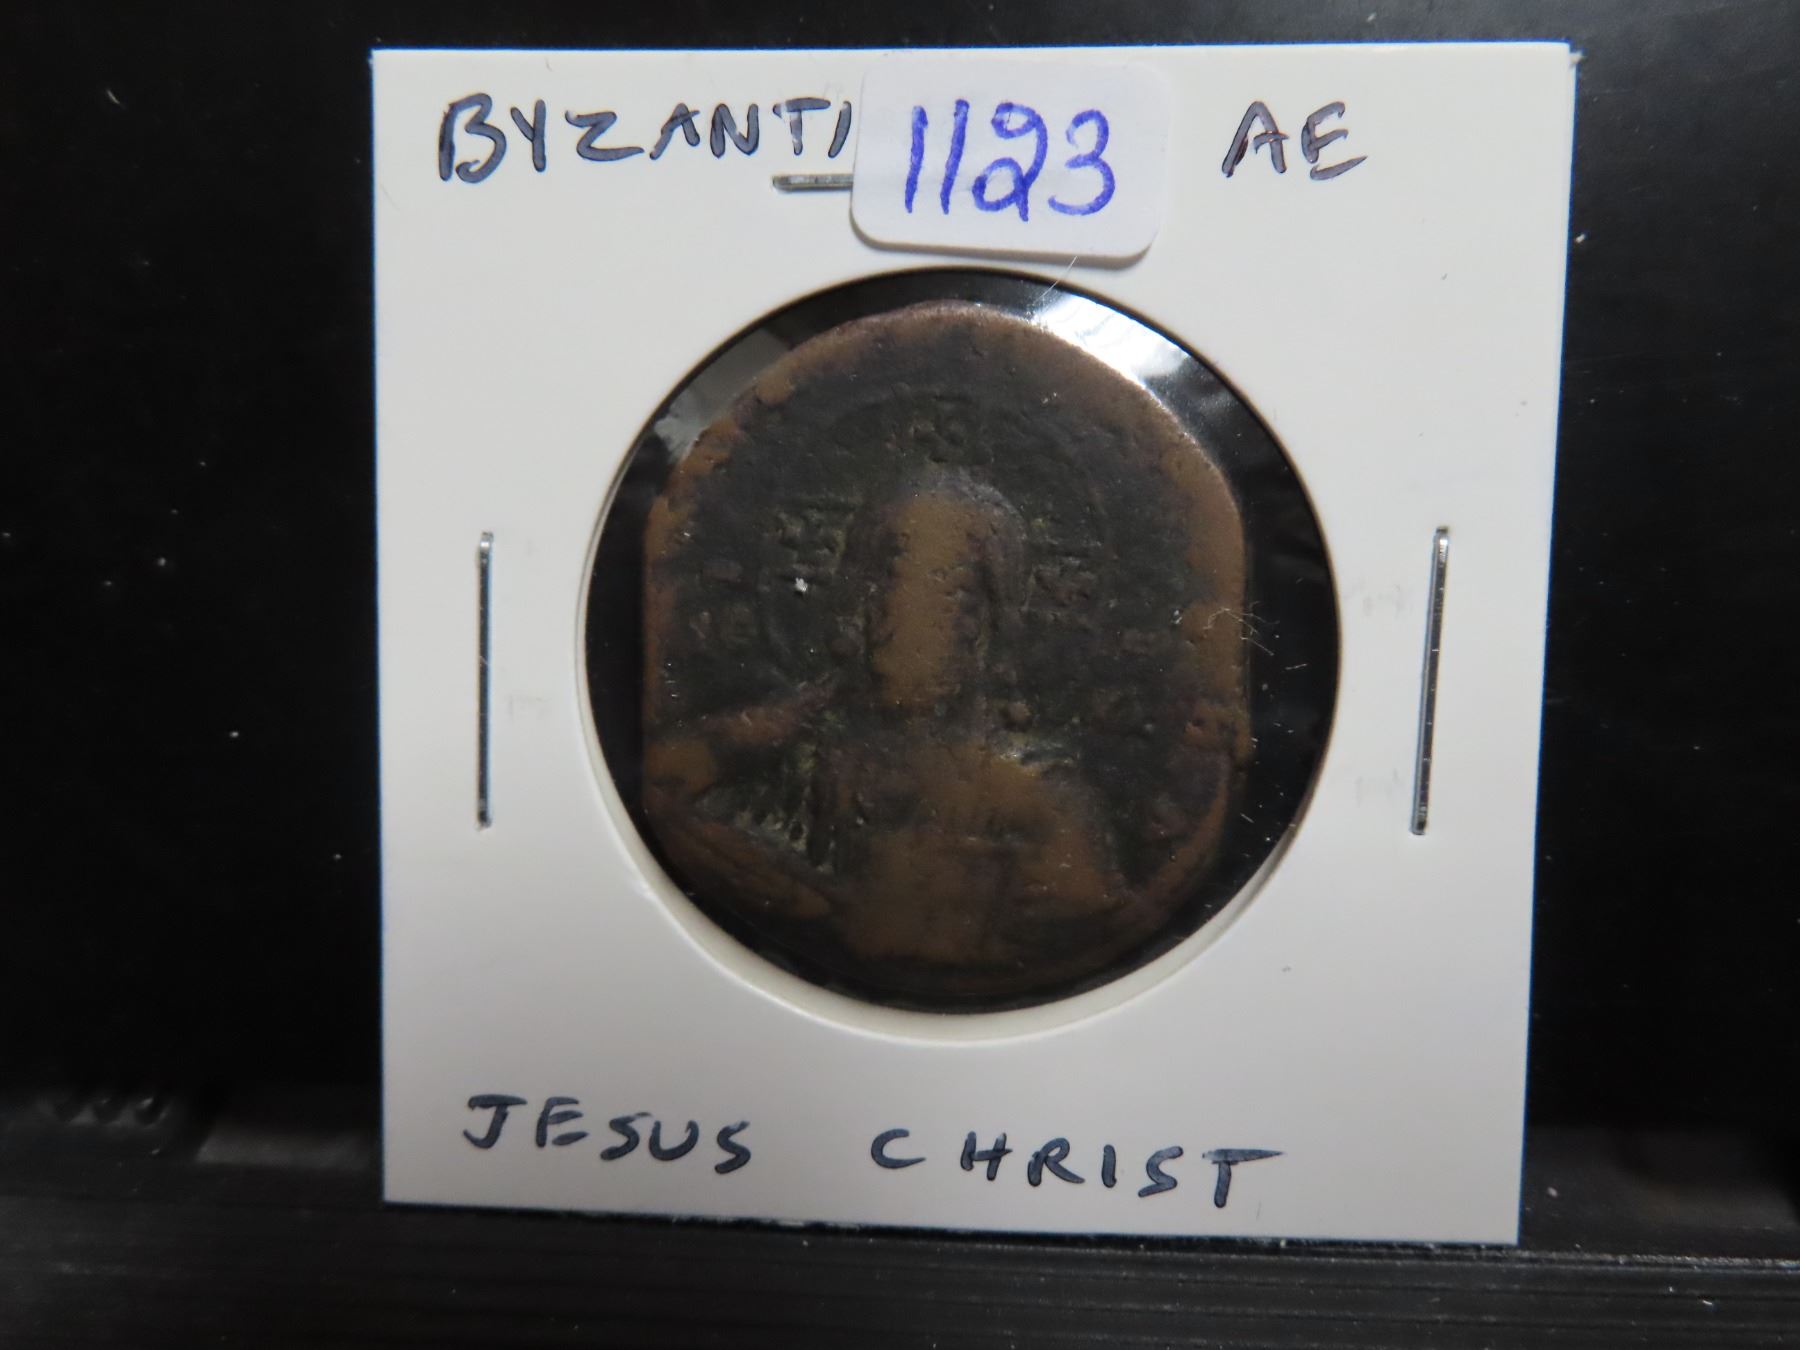 BYZANTI 1123 AE
JESUS CHRIST